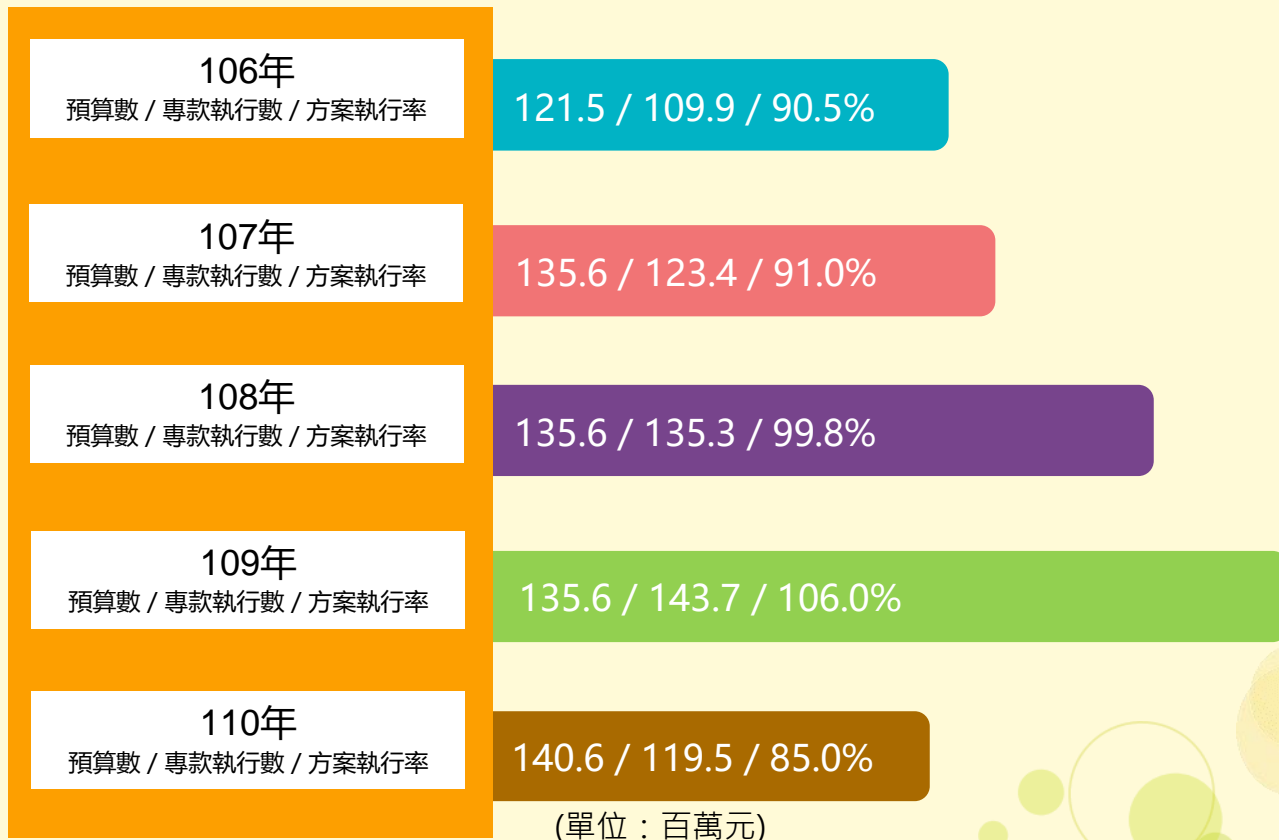 106年
預算數 / 專款執行數 / 方案執行率
121.5 / 109.9 / 90.5%
107年
預算數 / 專款執行數 / 方案執行率
135.6 / 123.4 / 91.0%
108年
預算數 / 專款執行數 / 方案執行率
135.6 / 135.3 / 99.8%
109年
預算數 / 專款執行數 / 方案執行率
135.6 / 143.7 / 106.0%
110年
預算數 / 專款執行數 / 方案執行率
140.6 / 119.5 / 85.0%
(單位：百萬元)